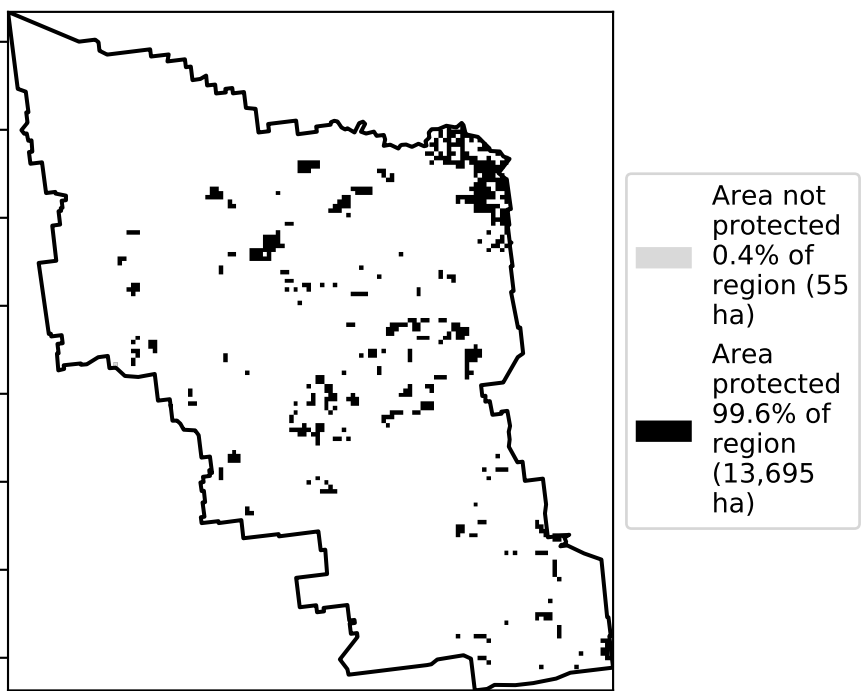 Area not
protected
0.4% of
region (55
ha)
Area
protected
99.6% of
region
(13,695
ha)